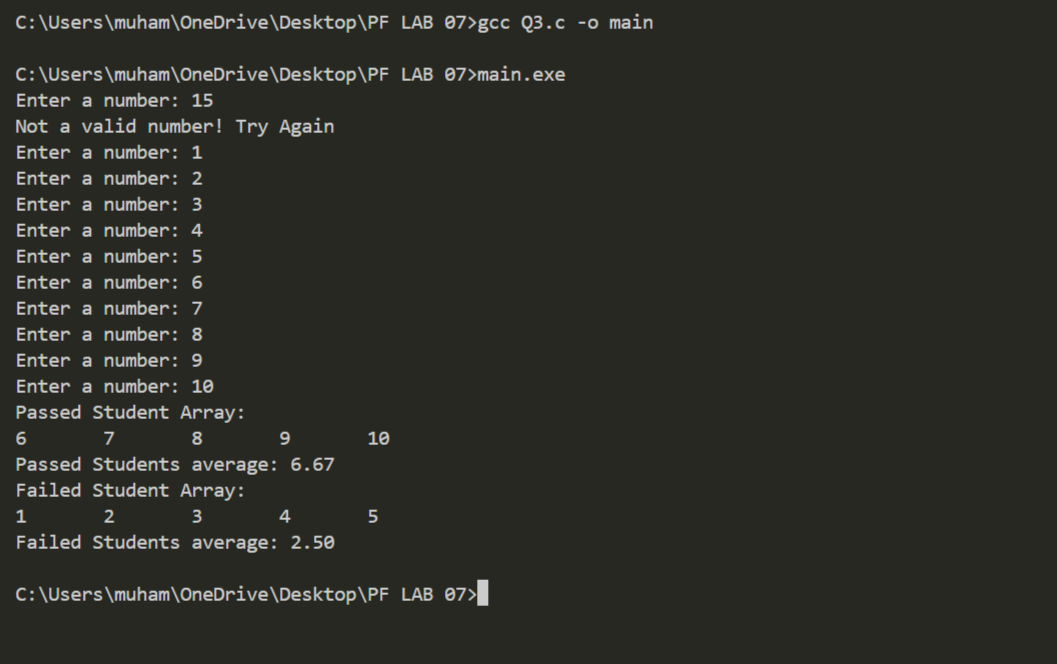 C:\Users\muham\OneDrive\Desktop\PF LAB 07>gcc Q3.c -o main
C:\Users\muham\OneDrive\Desktop\PF LAB 07>main.exe
Enter a number: 15
Not a valid number! Try Again
Enter a number: 1
Enter a number: 2
Enter a number: 3
Enter a number: 4
Enter a number: 5
Enter a number: 6
Enter a number: 7
Enter a number: 8
Enter a number: 9
Enter a number: 10
Passed Student Array:
6 7 8 9 10
Passed Students average: 6.67
Failed Student Array:
1 2 3 4 5
Failed Students average: 2.50
C:\Users\muham\OneDrive\Desktop\PF LAB 07>